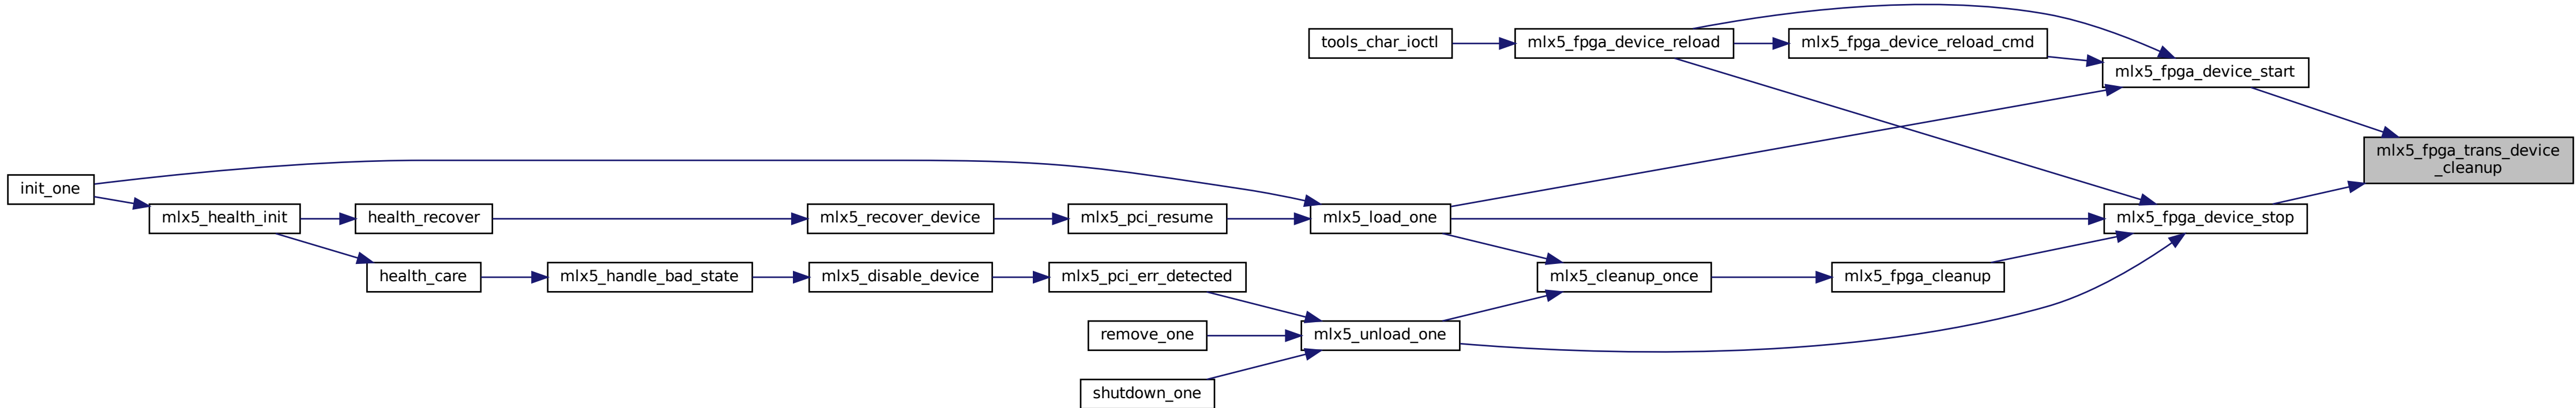 tools_char_ioctl
mlx5_fpga_device_reload
mlx5_fpga_device_reload_cmd
mlx5_fpga_device_start
mlx5_fpga_trans_device
_cleanup
init_one
mlx5_health_init
health_recover
mlx5_recover_device
mlx5_pci_resume
mlx5_load_one
mlx5_fpga_device_stop
health_care
mlx5_handle_bad_state
mlx5_disable_device
mlx5_pci_err_detected
mlx5_cleanup_once
mlx5_fpga_cleanup
remove_one
mlx5_unload_one
shutdown_one